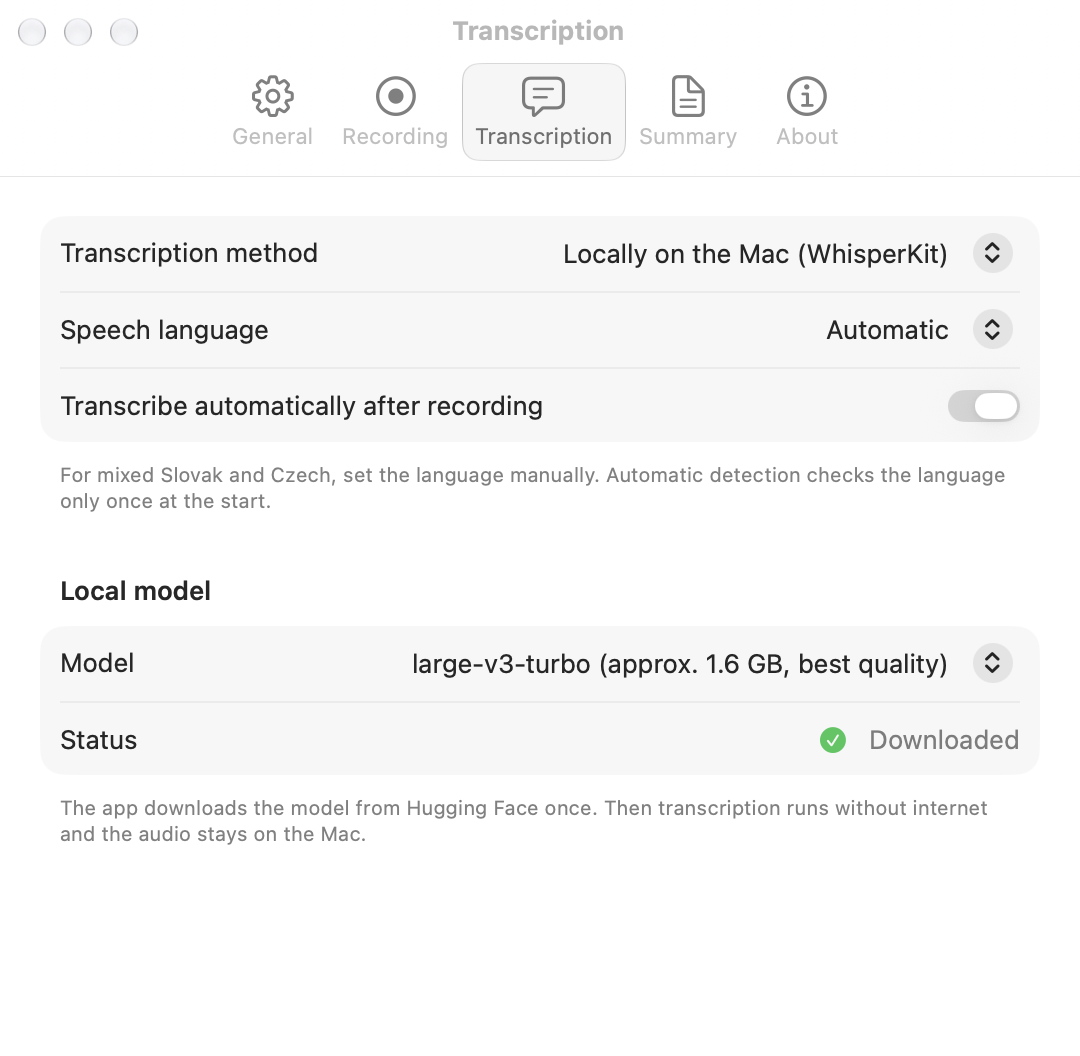 Transcription
General
Recording
Transcription
Summary
About
Transcription method
Locally on the Mac (WhisperKit)
Speech language
Automatic
Transcribe automatically after recording
For mixed Slovak and Czech, set the language manually. Automatic detection checks the language
only once at the start.
Local model
Model
large-v3-turbo (approx. 1.6 GB, best quality)
Status
Downloaded
The app downloads the model from Hugging Face once. Then transcription runs without internet
and the audio stays on the Mac.